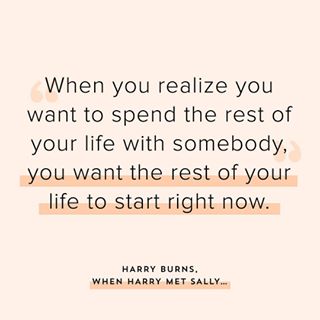 When you realize you
want to spend the rest of
your life with somebody,
you want the rest of your
life to start right now.
HARRY BURNS,
WHEN HARRY MET SALLY...